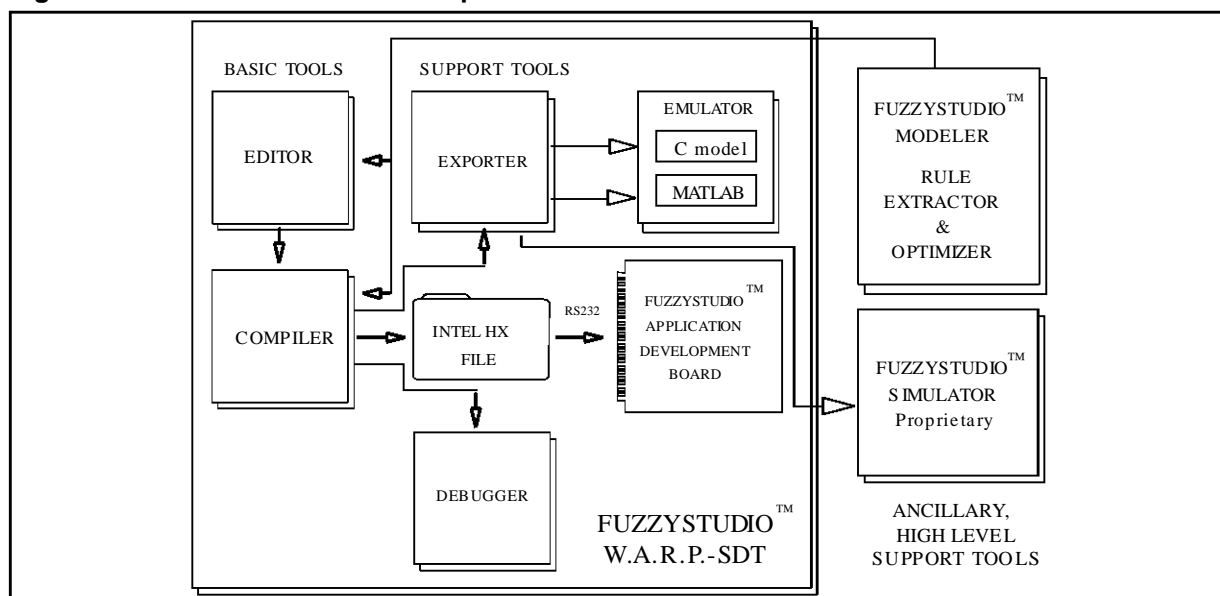 BASIC TOOLS
SUPPORT TOOLS
EDITOR
EXPORTER
EMULATOR
C model
MATLAB
FUZZYSTUDIO™
MODELER
RULE
EXTRACTOR
&
OPTIMIZER
COMPILER
INTEL HX
FILE
RS232
FUZZYSTUDIO™
APPLICATION
DEVELOPMENT
BOARD
FUZZYSTUDIO™
SIMULATOR
Proprietary
DEBUGGER
FUZZYSTUDIO™
W.A.R.P.-SDT
ANCILLARY,
HIGH LEVEL
SUPPORT TOOLS